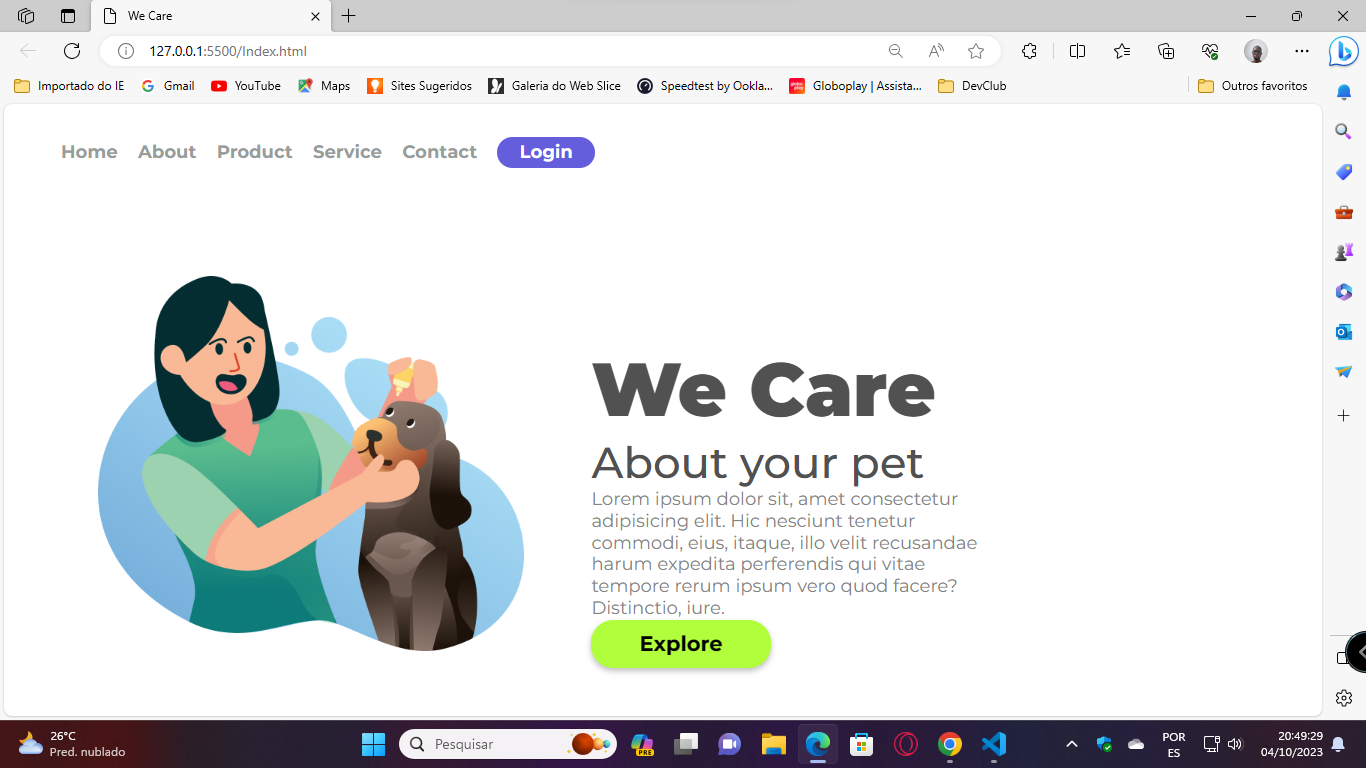 We Care
127.0.0.1:5500/Index.html
Importado do IE Gmail YouTube Maps Sites Sugeridos Galeria do Web Slice Speedtest by Ookla... Globoplay | Assista... DevClub Outros favoritos
Home About Product Service Contact Login
We Care
About your pet
Lorem ipsum dolor sit, amet consectetur
adipisicing elit. Hic nesciunt tenetur
commodi, eius, itaque, illo velit recusandae
harum expedita perferendis qui vitae
tempore rerum ipsum vero quod facere?
Distinctio, iure.
Explore
26°C
Pred. nublado
Pesquisar
PRE
POR
ES
20:49:29
04/10/2023